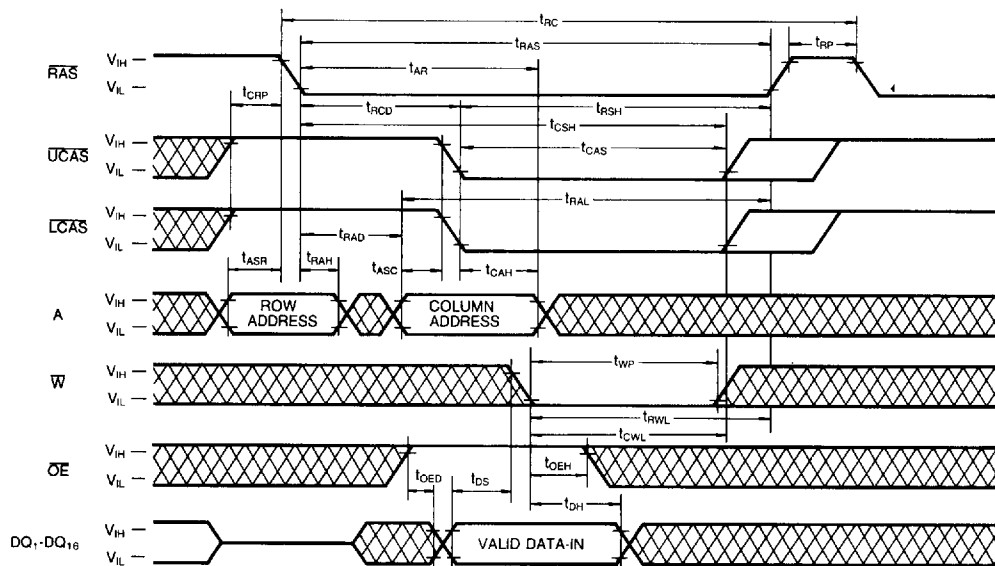 tRC
tRAS
tRP
RAS
VIH
VIL
tAR
tCRP
tRCD
tRSH
tCSH
UCAS
VIH
VIL
tCAS
tRAL
LCAS
VIH
VIL
tRAD
tASR
tRAH
tASC
tCAH
A
VIH
VIL
ROW
ADDRESS
COLUMN
ADDRESS
W
VIH
VIL
tWP
tRWL
tCWL
OE
VIH
VIL
tOED
tDS
tOEH
tDH
DQ1-DQ16
VIH
VIL
VALID DATA-IN